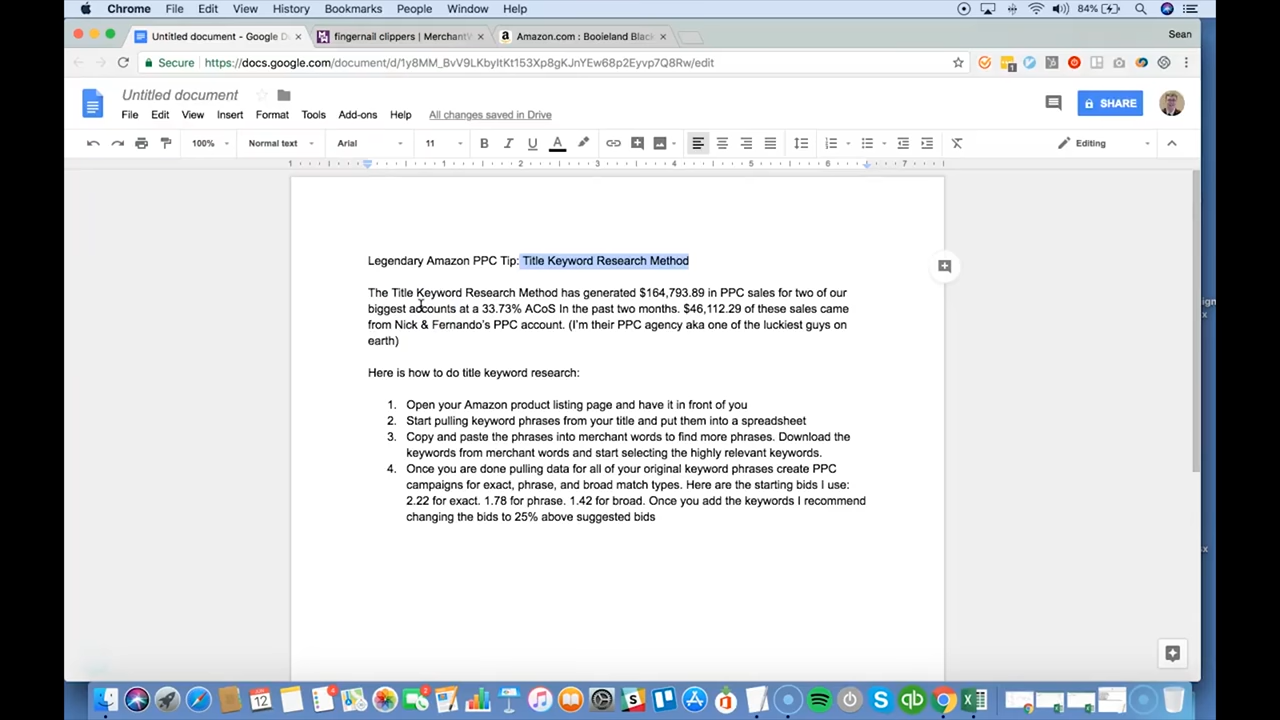 Chrome File Edit View History Bookmarks People Window Help 84%
Untitled document - Google D × fingernail clippers | MerchantW × Amazon.com : Booieland Black × Sean
Secure https://docs.google.com/document/d/1y8MM_BvV9LKbyItKt153Xp8gKJnYEw68p2Eyvp7Q8Rw/edit
Untitled document
File Edit View Insert Format Tools Add-ons Help All changes saved in Drive
SHARE
100% Normal text Arial 11 B I U A Editing
1 1 2 3 4 5 6 7
Legendary Amazon PPC Tip: Title Keyword Research Method
The Title Keyword Research Method has generated $164,793.89 in PPC sales for two of our
biggest accounts at a 33.73% ACoS In the past two months. $46,112.29 of these sales came
from Nick & Fernando's PPC account. (I'm their PPC agency aka one of the luckiest guys on
earth)
Here is how to do title keyword research:
1. Open your Amazon product listing page and have it in front of you
2. Start pulling keyword phrases from your title and put them into a spreadsheet
3. Copy and paste the phrases into merchant words to find more phrases. Download the
keywords from merchant words and start selecting the highly relevant keywords.
4. Once you are done pulling data for all of your original keyword phrases create PPC
campaigns for exact, phrase, and broad match types. Here are the starting bids I use:
2.22 for exact. 1.78 for phrase. 1.42 for broad. Once you add the keywords I recommend
changing the bids to 25% above suggested bids